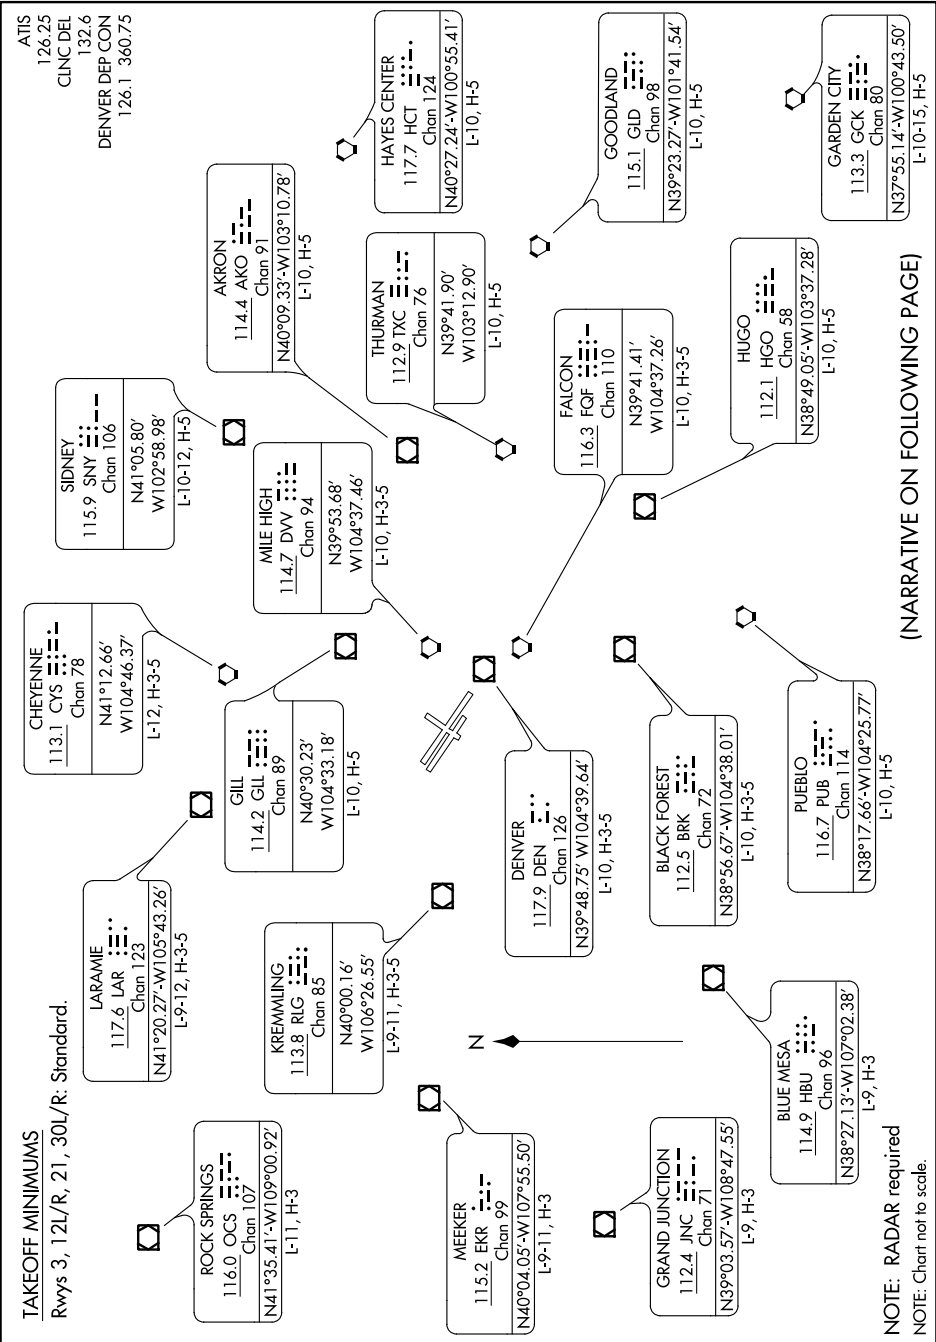 TAKEOFF MINIMUMS
Rwys 3, 12L/R, 21, 30L/R: Standard.
ATIS
126.25
CLNC DEL
132.6
DENVER DEP CON
126.1 360.75
ROCK SPRINGS
116.0 OCS
Chan 107
N41°35.41'-W109°00.92'
L-11, H-3
LARAMIE
117.6 LAR
Chan 123
N41°20.27'-W105°43.26'
L-9-12, H-3-5
CHEYENNE
113.1 CYS
Chan 78
N41°12.66'
W104°46.37'
L-12, H-3-5
SIDNEY
115.9 SNY
Chan 106
N41°05.80'
W102°58.98'
L-10-12, H-5
AKRON
114.4 AKO
Chan 91
N40°09.33'-W103°10.78'
L-10, H-5
HAYES CENTER
117.7 HCT
Chan 124
N40°27.24'-W100°55.41'
L-10, H-5
GILL
114.2 GLL
Chan 89
N40°30.23'
W104°33.18'
L-10, H-5
MILE HIGH
114.7 DVV
Chan 94
N39°53.68'
W104°37.46'
L-10, H-3-5
KREMMLING
113.8 RLG
Chan 85
N40°00.16'
W106°26.55'
L-9-11, H-3-5
THURMAN
112.9 TXC
Chan 76
N39°41.90'
W103°12.90'
L-10, H-5
N
MEEKER
115.2 EKR
Chan 99
N40°04.05'-W107°55.50'
L-9-11, H-3
DENVER
117.9 DEN
Chan 126
N39°48.75' W104°39.64'
L-10, H-3-5
FALCON
116.3 FQF
Chan 110
N39°41.41'
W104°37.26'
L-10, H-3-5
GOODLAND
115.1 GLD
Chan 98
N39°23.27'-W101°41.54'
L-10, H-5
GRAND JUNCTION
112.4 JNC
Chan 71
N39°03.57'-W108°47.55'
L-9, H-3
BLACK FOREST
112.5 BRK
Chan 72
N38°56.67'-W104°38.01'
L-10, H-3-5
HUGO
112.1 HGO
Chan 58
N38°49.05'-W103°37.28'
L-10, H-5
BLUE MESA
114.9 HBU
Chan 96
N38°27.13'-W107°02.38'
L-9, H-3
PUEBLO
116.7 PUB
Chan 114
N38°17.66'-W104°25.77'
L-10, H-5
GARDEN CITY
113.3 GCK
Chan 80
N37°55.14'-W100°43.50'
L-10-15, H-5
NOTE: RADAR required
NOTE: Chart not to scale.
(NARRATIVE ON FOLLOWING PAGE)